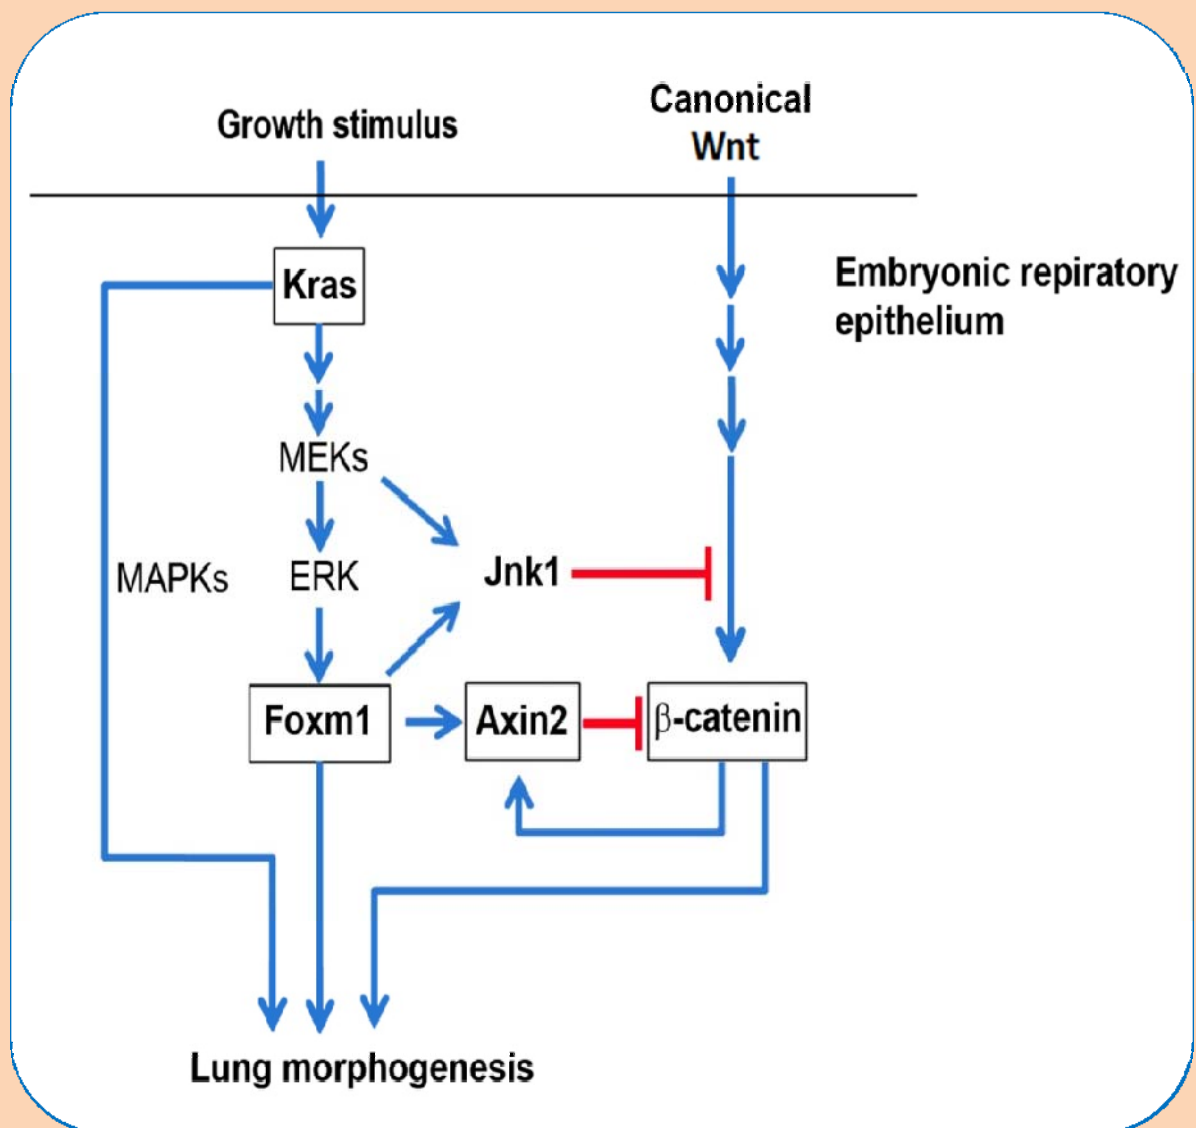 Growth stimulus
Canonical
Wnt
Kras
Embryonic repiratory
epithelium
MEKs
MAPKs
ERK
Jnk1
Foxm1
Axin2
β-catenin
Lung morphogenesis